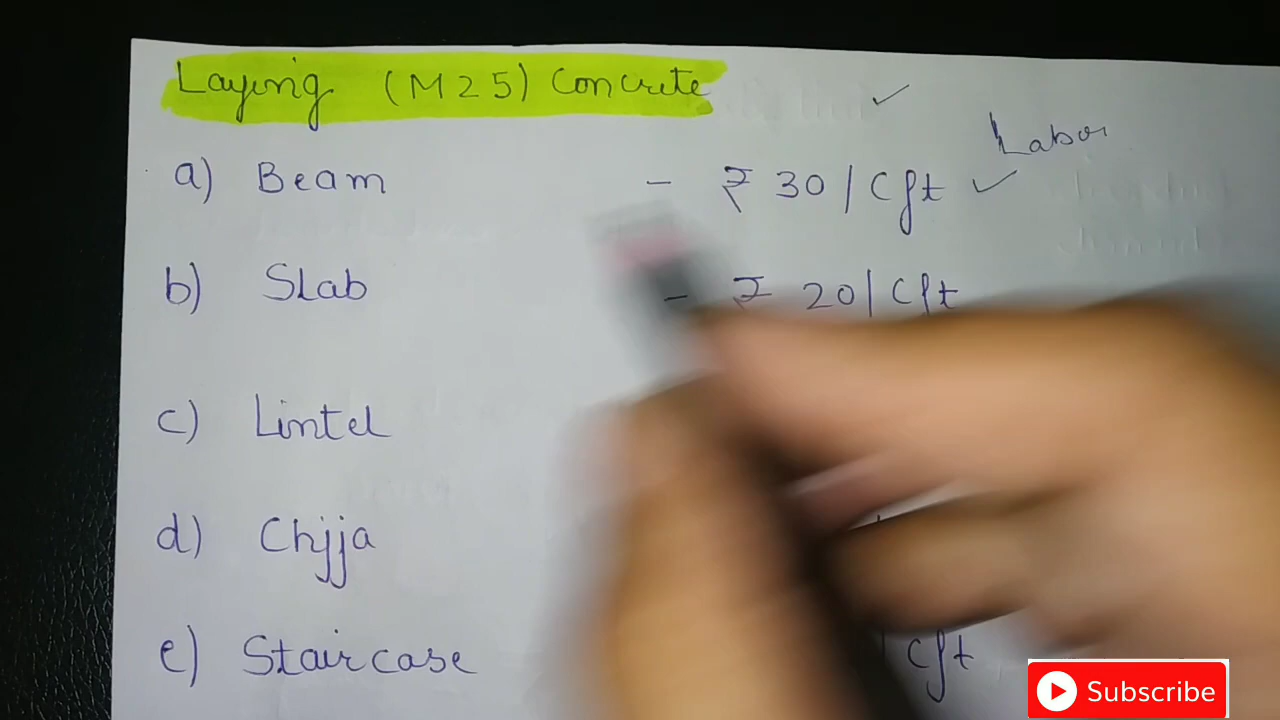 Laying (M25) Concrete
Labor
a) Beam - ₹ 30/Cft
b) Slab - ₹ 20/Cft
c) Lintel
d) Chjja
e) Staircase Cft
Subscribe